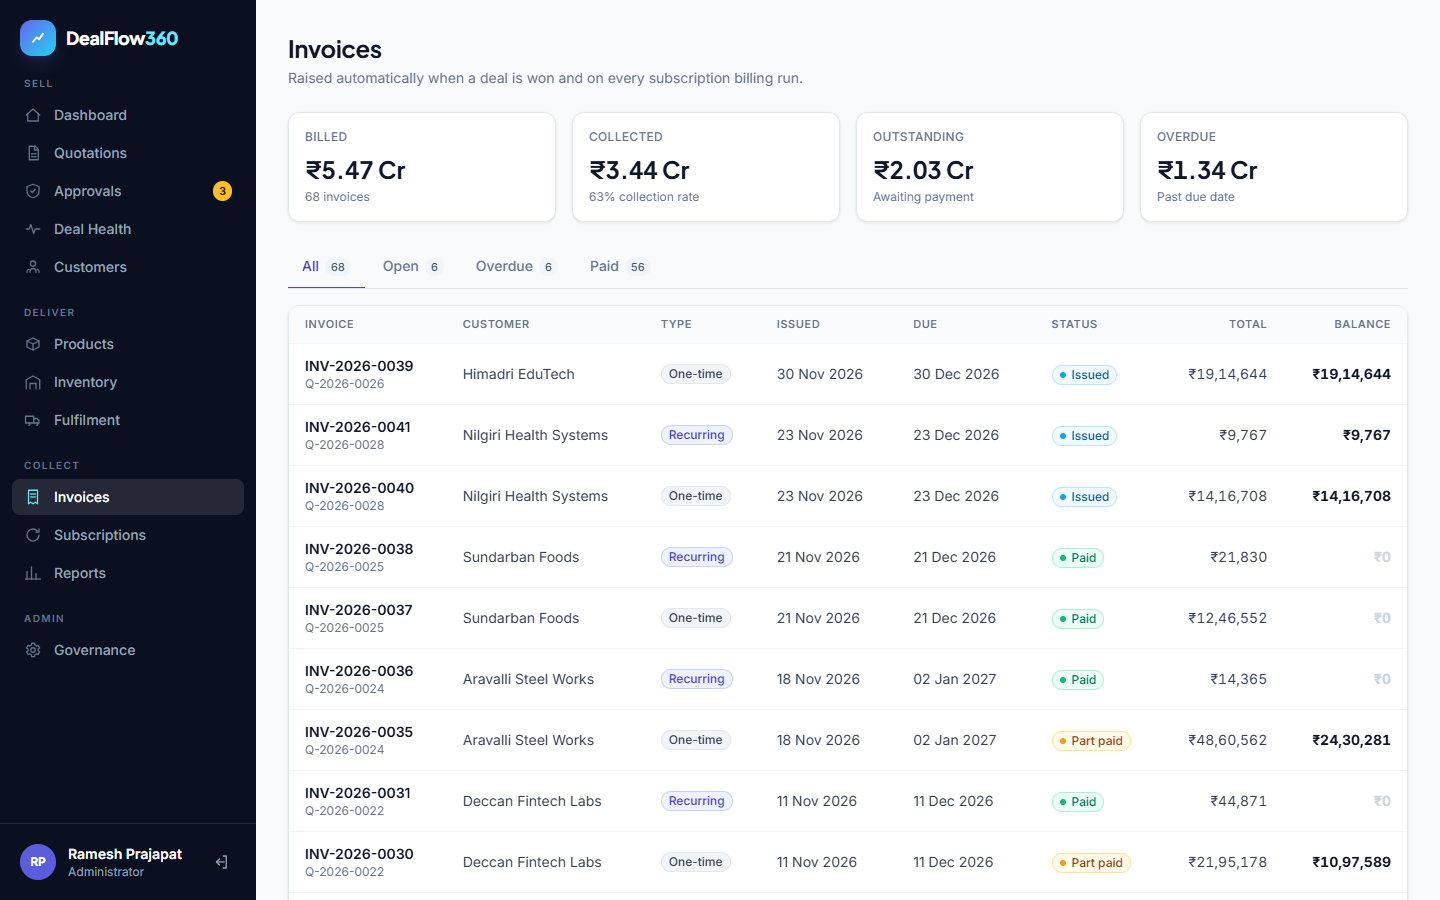 DealFlow360
SELL
Dashboard
Quotations
Approvals 3
Deal Health
Customers
DELIVER
Products
Inventory
Fulfilment
COLLECT
Invoices
Subscriptions
Reports
ADMIN
Governance
RP
Ramesh Prajapat
Administrator
Invoices
Raised automatically when a deal is won and on every subscription billing run.
BILLED
₹5.47 Cr
68 invoices
COLLECTED
₹3.44 Cr
63% collection rate
OUTSTANDING
₹2.03 Cr
Awaiting payment
OVERDUE
₹1.34 Cr
Past due date
All 68 Open 6 Overdue 6 Paid 56
INVOICE CUSTOMER TYPE ISSUED DUE STATUS TOTAL BALANCE
INV-2026-0039 Himadri EduTech One-time 30 Nov 2026 30 Dec 2026 Issued ₹19,14,644 ₹19,14,644
Q-2026-0026
INV-2026-0041 Nilgiri Health Systems Recurring 23 Nov 2026 23 Dec 2026 Issued ₹9,767 ₹9,767
Q-2026-0028
INV-2026-0040 Nilgiri Health Systems One-time 23 Nov 2026 23 Dec 2026 Issued ₹14,16,708 ₹14,16,708
Q-2026-0028
INV-2026-0038 Sundarban Foods Recurring 21 Nov 2026 21 Dec 2026 Paid ₹21,830 ₹0
Q-2026-0025
INV-2026-0037 Sundarban Foods One-time 21 Nov 2026 21 Dec 2026 Paid ₹12,46,552 ₹0
Q-2026-0025
INV-2026-0036 Aravalli Steel Works Recurring 18 Nov 2026 02 Jan 2027 Paid ₹14,365 ₹0
Q-2026-0024
INV-2026-0035 Aravalli Steel Works One-time 18 Nov 2026 02 Jan 2027 Part paid ₹48,60,562 ₹24,30,281
Q-2026-0024
INV-2026-0031 Deccan Fintech Labs Recurring 11 Nov 2026 11 Dec 2026 Paid ₹44,871 ₹0
Q-2026-0022
INV-2026-0030 Deccan Fintech Labs One-time 11 Nov 2026 11 Dec 2026 Part paid ₹21,95,178 ₹10,97,589
Q-2026-0022